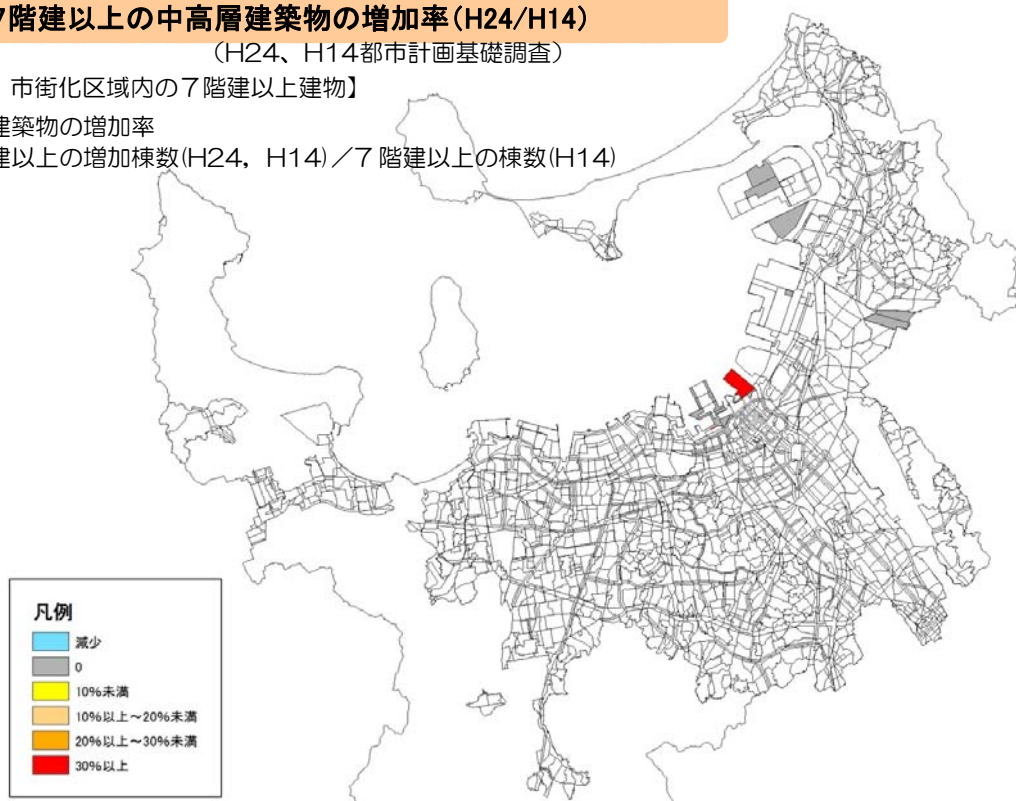 7階建以上の中高層建築物の増加率(H24/H14)
(H24、H14都市計画基礎調査)
市街化区域内の７階建以上建物】
建築物の増加率
建以上の増加棟数(H24，H14)／７階建以上の棟数(H14)
凡例
減少
0
10%未満
10%以上～20%未満
20%以上～30%未満
30%以上